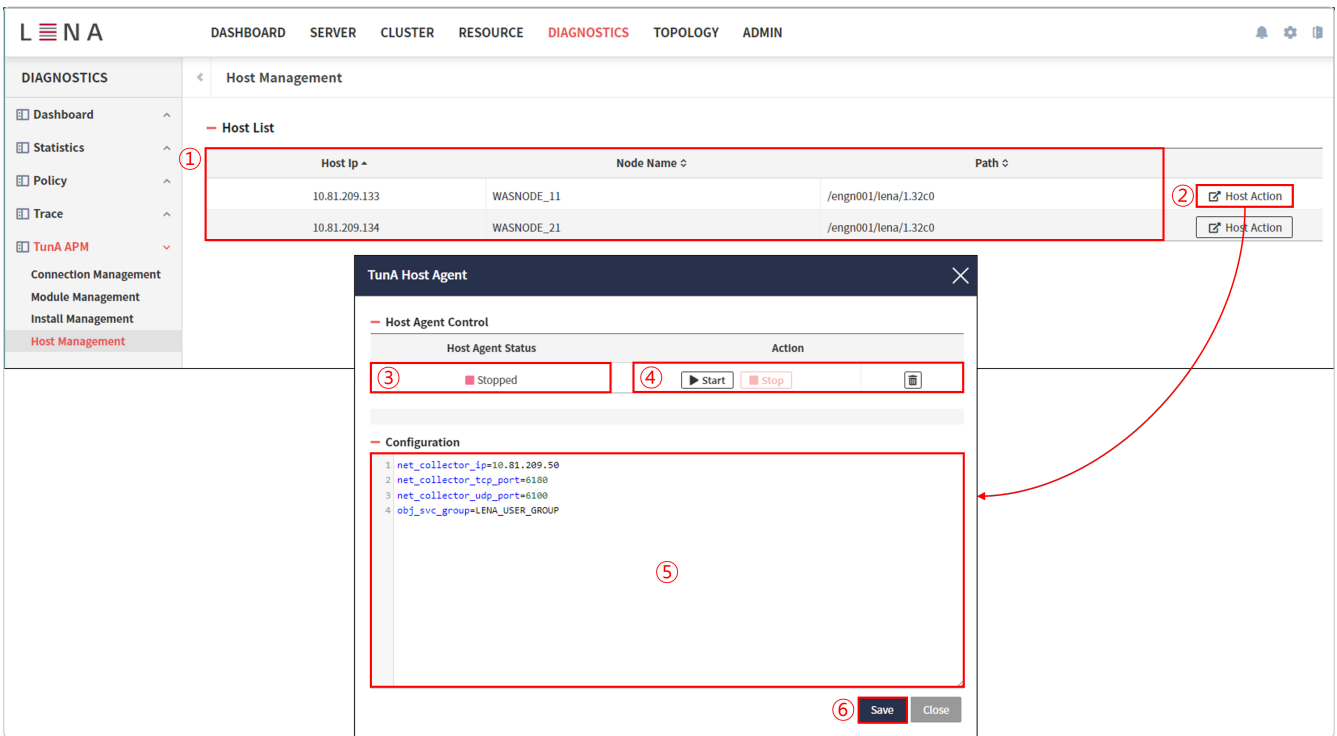 LENA
DASHBOARD SERVER CLUSTER RESOURCE DIAGNOSTICS TOPOLOGY ADMIN
DIAGNOSTICS
Host Management
Dashboard
Statistics
Policy
Trace
TunA APM
Connection Management
Module Management
Install Management
Host Management
Host List
①
Host Ip Node Name Path
10.81.209.133 WASNODE_11 /engn001/lena/1.32c0 ② Host Action
10.81.209.134 WASNODE_21 /engn001/lena/1.32c0 Host Action
TunA Host Agent
Host Agent Control
Host Agent Status Action
③ Stopped ④ Start Stop
Configuration
1 net_collector_ip=10.81.209.50
2 net_collector_tcp_port=6180
3 net_collector_udp_port=6100
4 obj_svc_group=LENA_USER_GROUP
⑤
⑥ Save Close